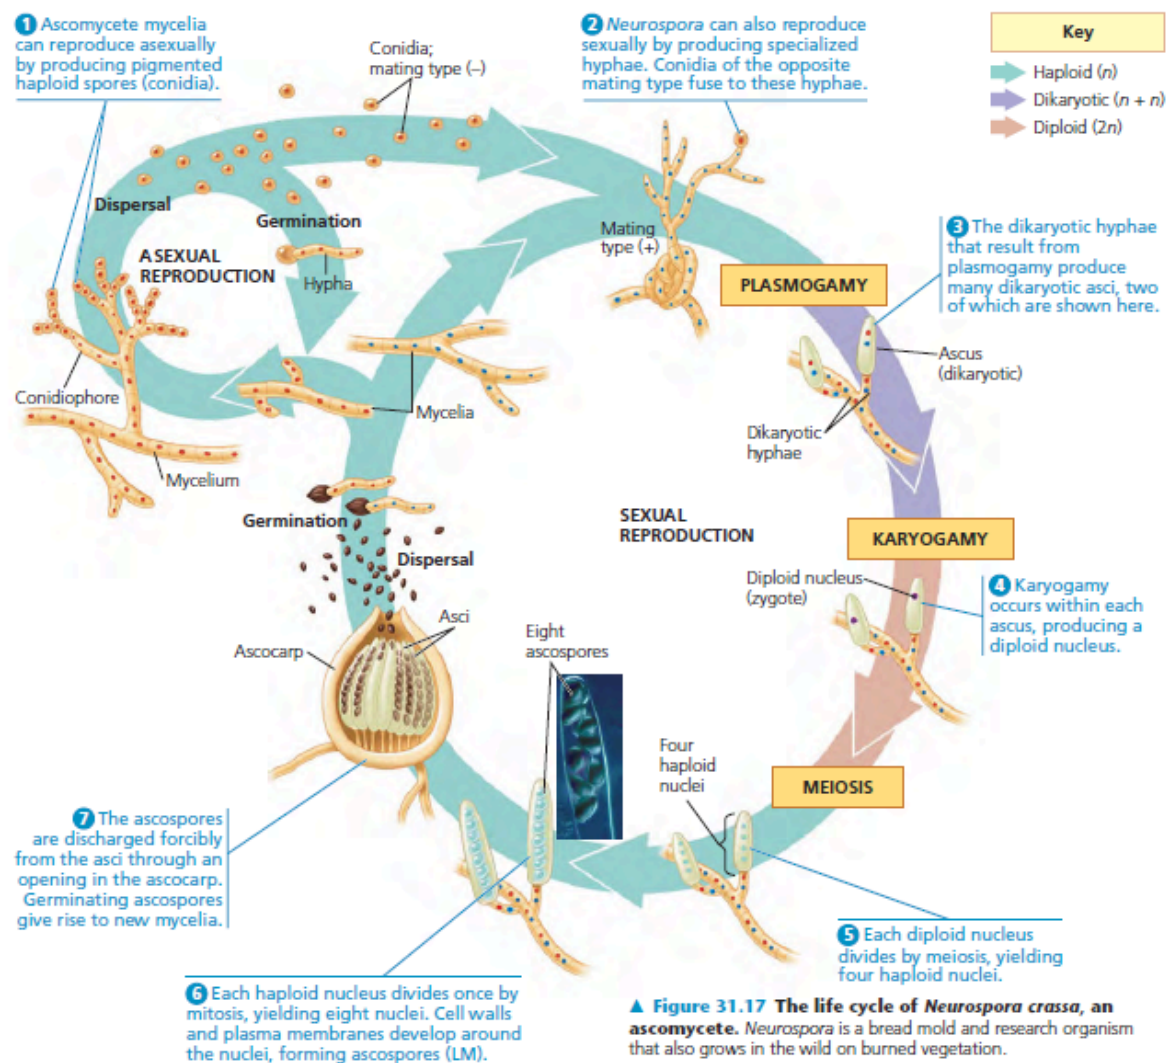 1 Ascomycete mycelia
can reproduce asexually
by producing pigmented
haploid spores (conidia).
Conidia;
mating type (–)
2 Neurospora can also reproduce
sexually by producing specialized
hyphae. Conidia of the opposite
mating type fuse to these hyphae.
Key
Haploid (n)
Dikaryotic (n + n)
Diploid (2n)
Dispersal
Germination
ASEXUAL
REPRODUCTION
Hypha
Mating
type (+)
PLASMOGAMY
3 The dikaryotic hyphae
that result from
plasmogamy produce
many dikaryotic asci, two
of which are shown here.
Ascus
(dikaryotic)
Conidiophore
Mycelia
Dikaryotic
hyphae
Mycelium
Germination
SEXUAL
REPRODUCTION
KARYOGAMY
Dispersal
Diploid nucleus
(zygote)
4 Karyogamy
occurs within each
ascus, producing a
diploid nucleus.
Asci
Ascocarp
Eight
ascospores
Four
haploid
nuclei
MEIOSIS
7 The ascospores
are discharged forcibly
from the asci through an
opening in the ascocarp.
Germinating ascospores
give rise to new mycelia.
5 Each diploid nucleus
divides by meiosis, yielding
four haploid nuclei.
6 Each haploid nucleus divides once by
mitosis, yielding eight nuclei. Cell walls
and plasma membranes develop around
the nuclei, forming ascospores (LM).
▲ Figure 31.17 The life cycle of Neurospora crassa, an
ascomycete. Neurospora is a bread mold and research organism
that also grows in the wild on burned vegetation.